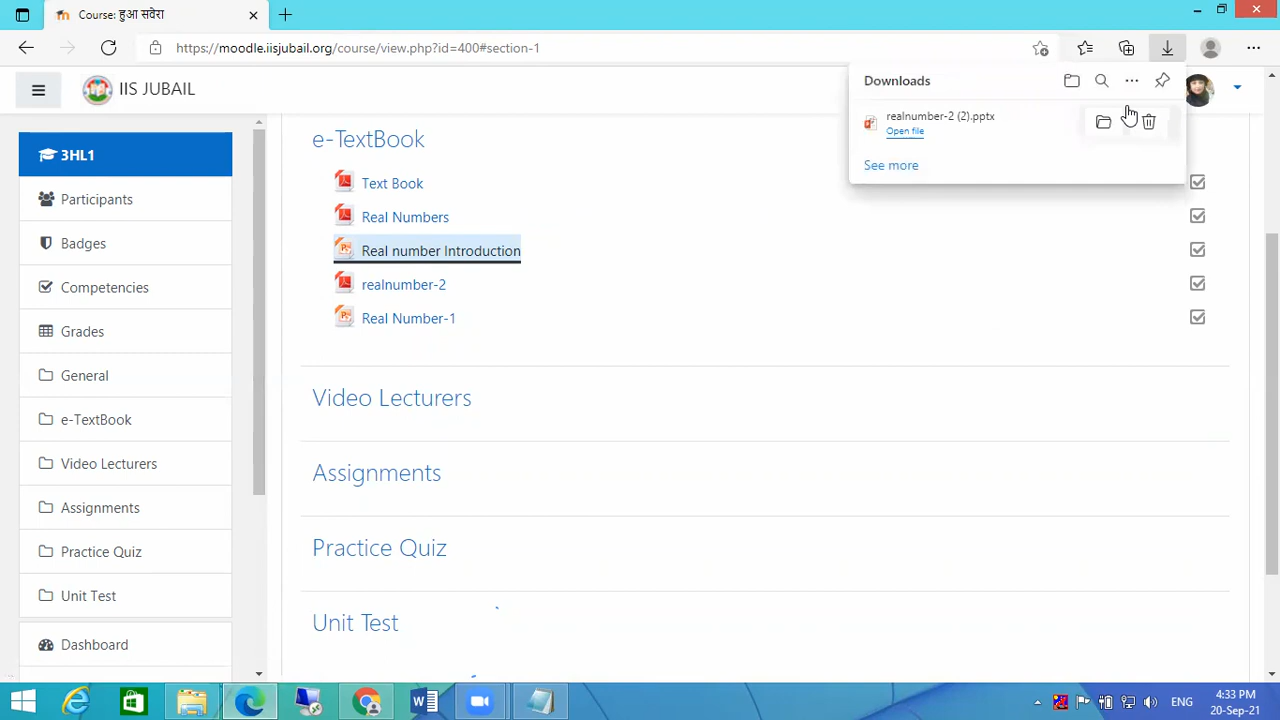 Course: हुआ सवेरा
https://moodle.iisjubail.org/course/view.php?id=400#section-1
IIS JUBAIL
Downloads
realnumber-2 (2).pptx
Open file
See more
3HL1
Participants
Badges
Competencies
Grades
General
e-TextBook
Video Lecturers
Assignments
Practice Quiz
Unit Test
Dashboard
e-TextBook
Text Book
Real Numbers
Real number Introduction
realnumber-2
Real Number-1
Video Lecturers
Assignments
Practice Quiz
Unit Test
ENG
4:33 PM
20-Sep-21